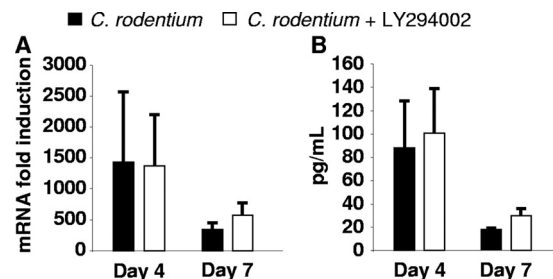 C. rodentium C. rodentium + LY294002
A B
mRNA fold induction
3000
2500
2000
1500
1000
500
0
Day 4 Day 7
pg/mL
160
140
120
100
80
60
40
20
0
Day 4 Day 7